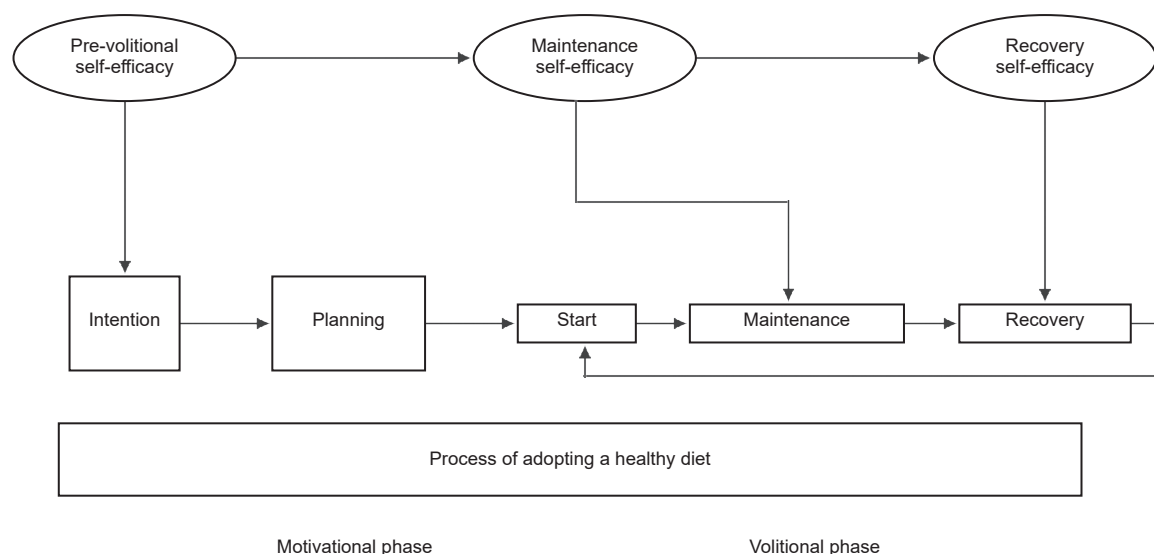 Pre-volitional
self-efficacy
Maintenance
self-efficacy
Recovery
self-efficacy
Intention
Planning
Start
Maintenance
Recovery
Process of adopting a healthy diet
Motivational phase
Volitional phase